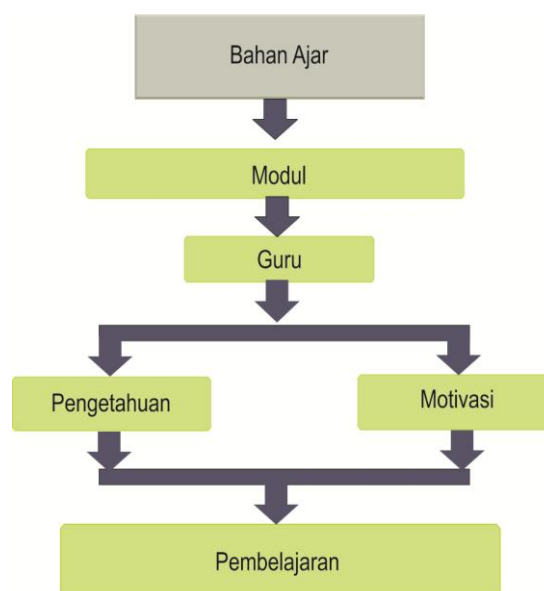 Bahan Ajar
Modul
Guru
Pengetahuan
Motivasi
Pembelajaran